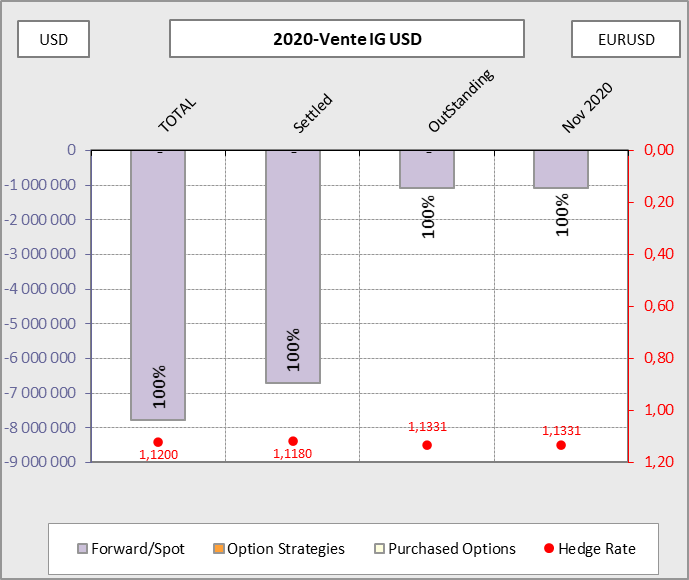 USD
2020-Vente IG USD
EURUSD
TOTAL
Settled
OutStanding
Nov 2020
0
-1 000 000
-2 000 000
-3 000 000
-4 000 000
-5 000 000
-6 000 000
-7 000 000
-8 000 000
-9 000 000
-
-
-
100%
100%
100%
100%
1,1200
1,1180
1,1331
1,1331
0,00
0,20
0,40
0,60
0,80
1,00
1,20
Forward/Spot
Option Strategies
Purchased Options
Hedge Rate